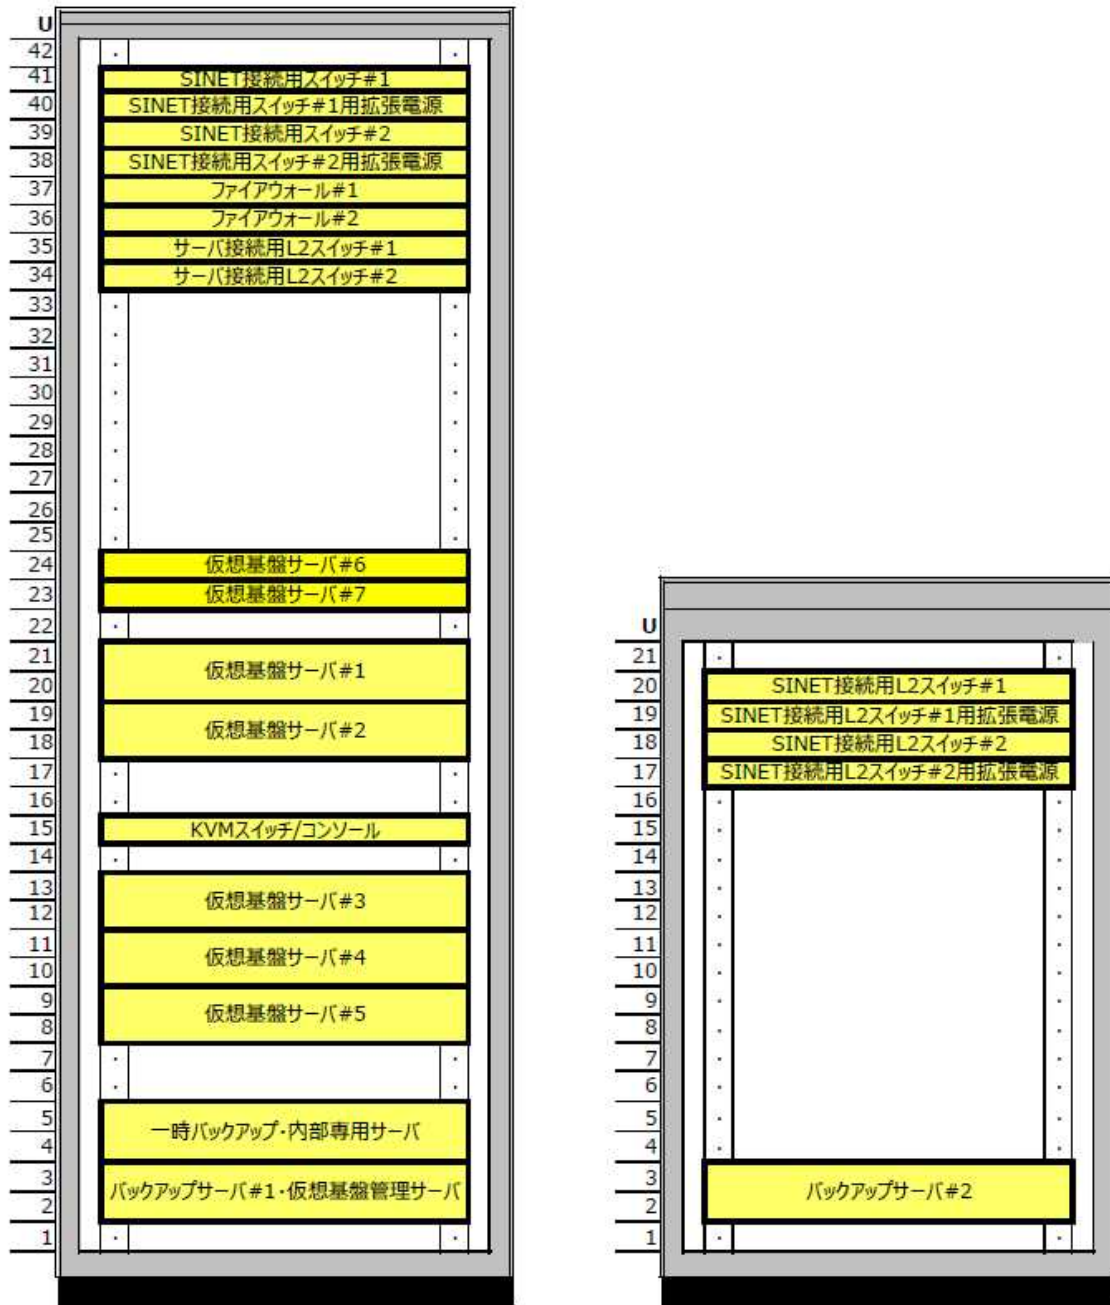 U
42
41 SINET接続用スイッチ#1
40 SINET接続用スイッチ#1用拡張電源
39 SINET接続用スイッチ#2
38 SINET接続用スイッチ#2用拡張電源
37 ファイアウォール#1
36 ファイアウォール#2
35 サーバ接続用L2スイッチ#1
34 サーバ接続用L2スイッチ#2
33
32
31
30
29
28
27
26
25
24 仮想基盤サーバ#6
23 仮想基盤サーバ#7
22
21
仮想基盤サーバ#1
20
19
仮想基盤サーバ#2
18
17
16
15 KVMスイッチ/コンソール
14
13
仮想基盤サーバ#3
12
11
仮想基盤サーバ#4
10
9
仮想基盤サーバ#5
8
7
6
5
一時バックアップ・内部専用サーバ
4
3
バックアップサーバ#1・仮想基盤管理サーバ
2
1
U
21
20 SINET接続用L2スイッチ#1
19 SINET接続用L2スイッチ#1用拡張電源
18 SINET接続用L2スイッチ#2
17 SINET接続用L2スイッチ#2用拡張電源
16
15
14
13
12
11
10
9
8
7
6
5
4
3
バックアップサーバ#2
2
1